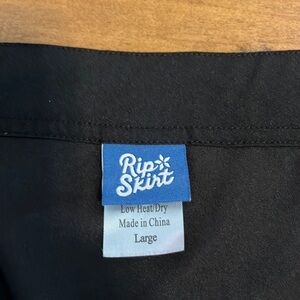 Rip
Skirt
Low Heat/Dry
Made in China
Large